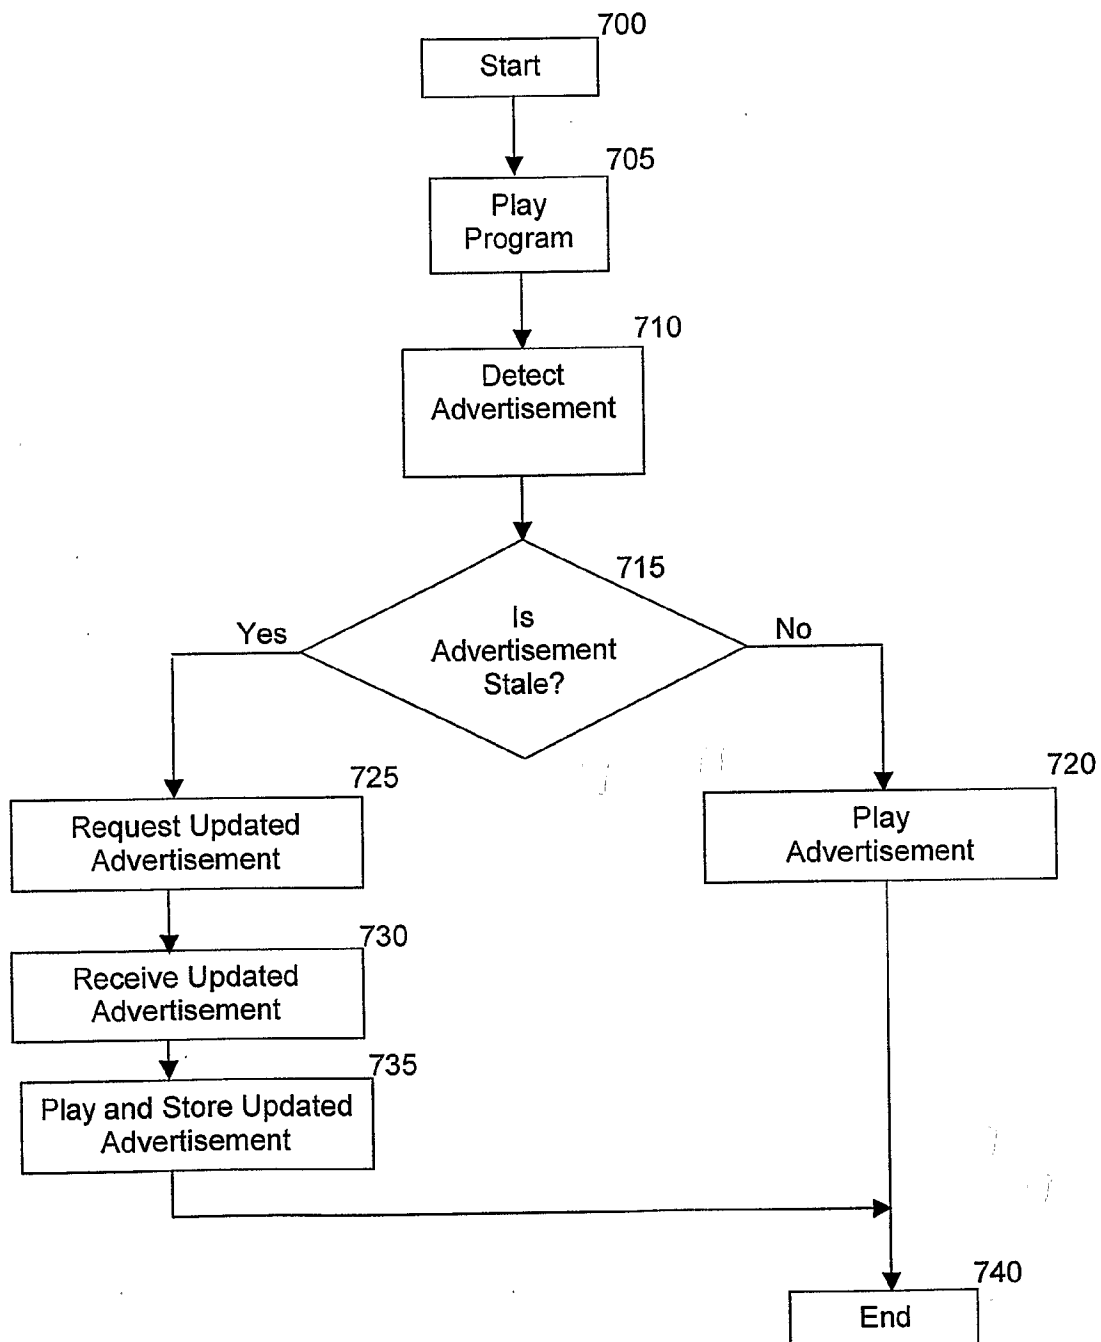 700
Start
705
Play
Program
710
Detect
Advertisement
715
Is
Advertisement
Stale?
Yes
No
725
Request Updated
Advertisement
720
Play
Advertisement
730
Receive Updated
Advertisement
735
Play and Store Updated
Advertisement
740
End